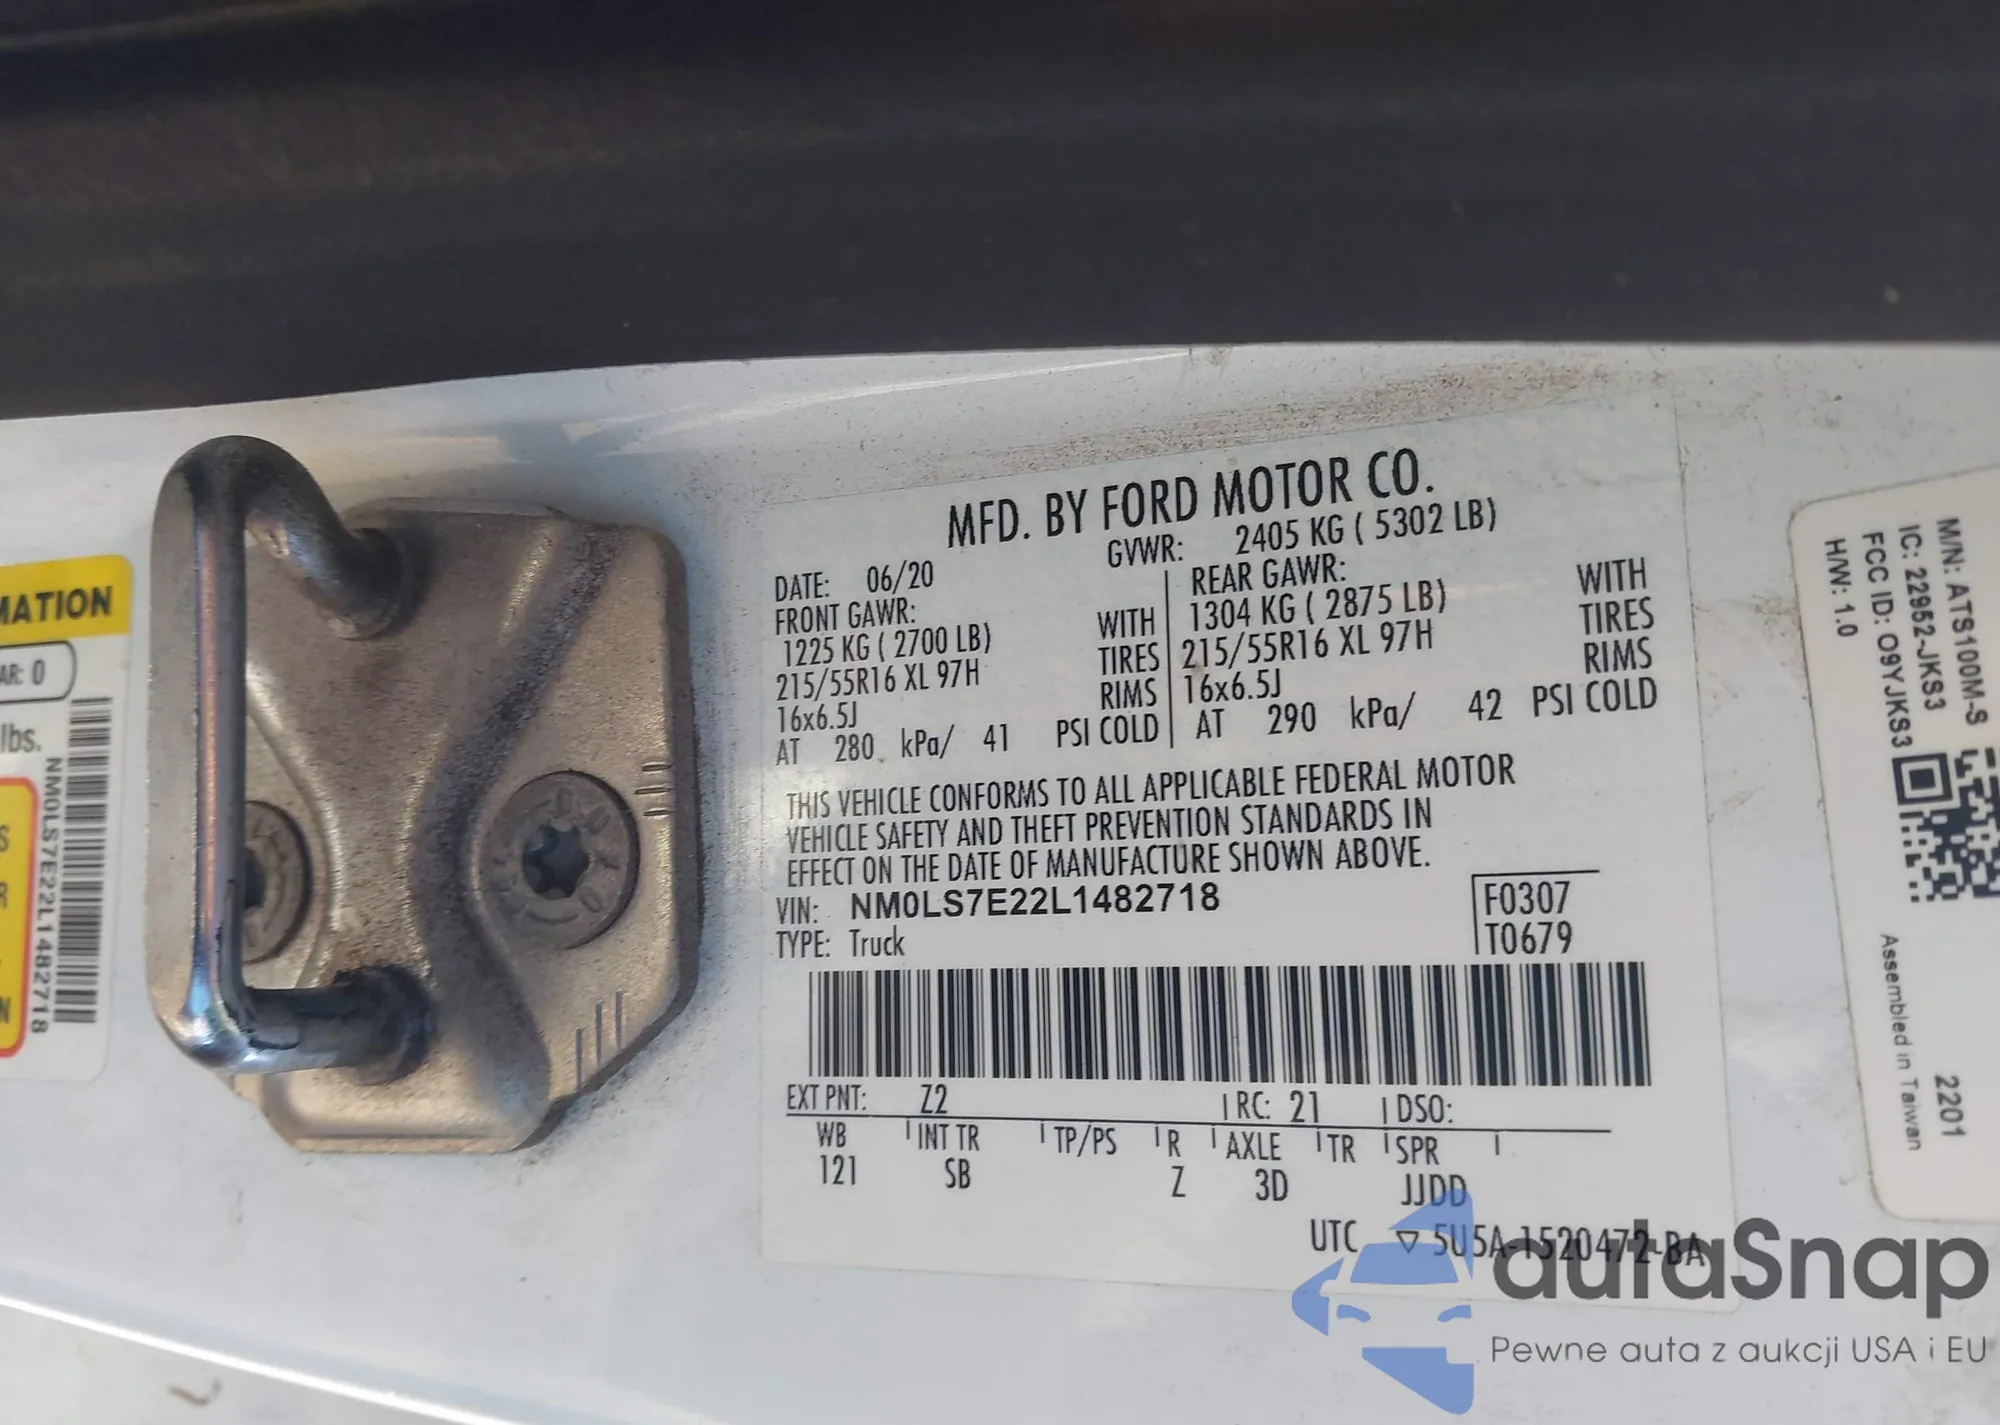 MATION
AR: 0
lbs.
NM0LS7E22L1482718
MFD. BY FORD MOTOR CO.
DATE: 06/20 GVWR: 2405 KG ( 5302 LB)
FRONT GAWR: REAR GAWR:
1225 KG ( 2700 LB) WITH 1304 KG ( 2875 LB) WITH
215/55R16 XL 97H TIRES 215/55R16 XL 97H TIRES
16x6.5J RIMS 16x6.5J RIMS
AT 280 kPa/ 41 PSI COLD AT 290 kPa/ 42 PSI COLD
THIS VEHICLE CONFORMS TO ALL APPLICABLE FEDERAL MOTOR
VEHICLE SAFETY AND THEFT PREVENTION STANDARDS IN
EFFECT ON THE DATE OF MANUFACTURE SHOWN ABOVE.
VIN: NM0LS7E22L1482718 F0307
TYPE: Truck T0679
EXT PNT: Z2 RC: 21 DSO:
WB INT TR TP/PS R AXLE TR SPR
121 SB Z 3D JJDD
UTC ▽ 5U5A-1520472-BA
M/N: ATS100M-S
IC: 22952-JKS3
FCC ID: O9YJKS3
H/W: 1.0
2201
Assembled in Taiwan
autaSnap
Pewne auta z aukcji USA i EU